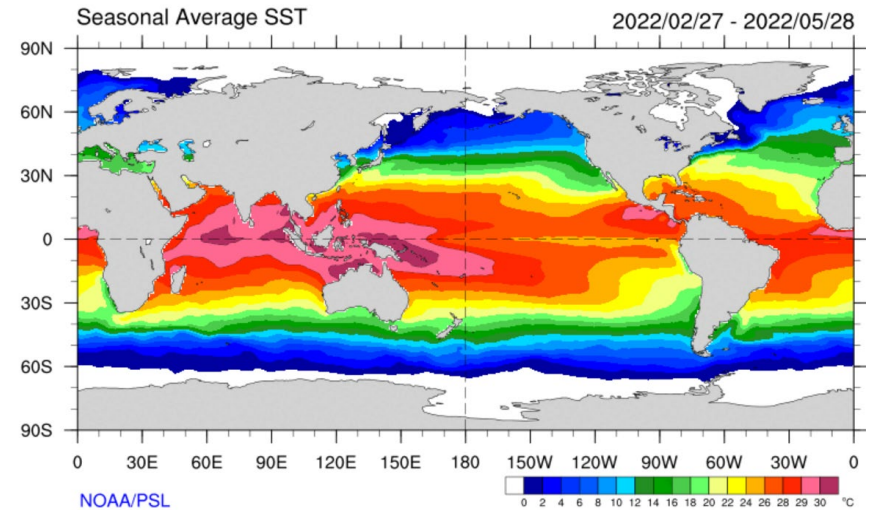 Seasonal Average SST 2022/02/27 - 2022/05/28
90N
60N
30N
0
30S
60S
90S
0 30E 60E 90E 120E 150E 180 150W 120W 90W 60W 30W 0
NOAA/PSL
0 2 4 6 8 10 12 14 16 18 20 22 24 26 28 29 30 °C